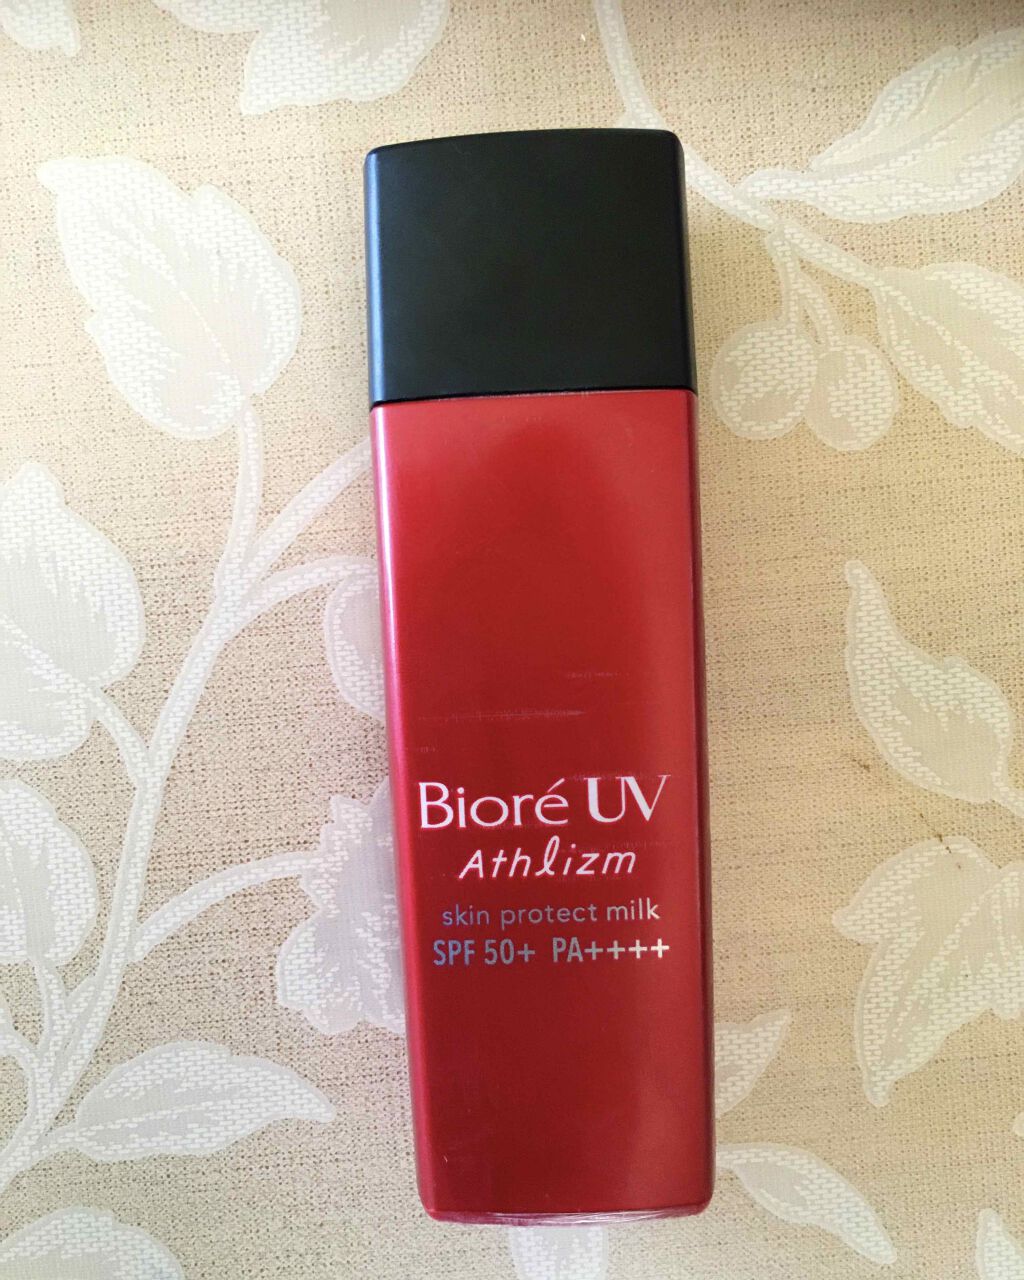 Bioré UV
Athlizm
skin protect milk
SPF 50+ PA++++